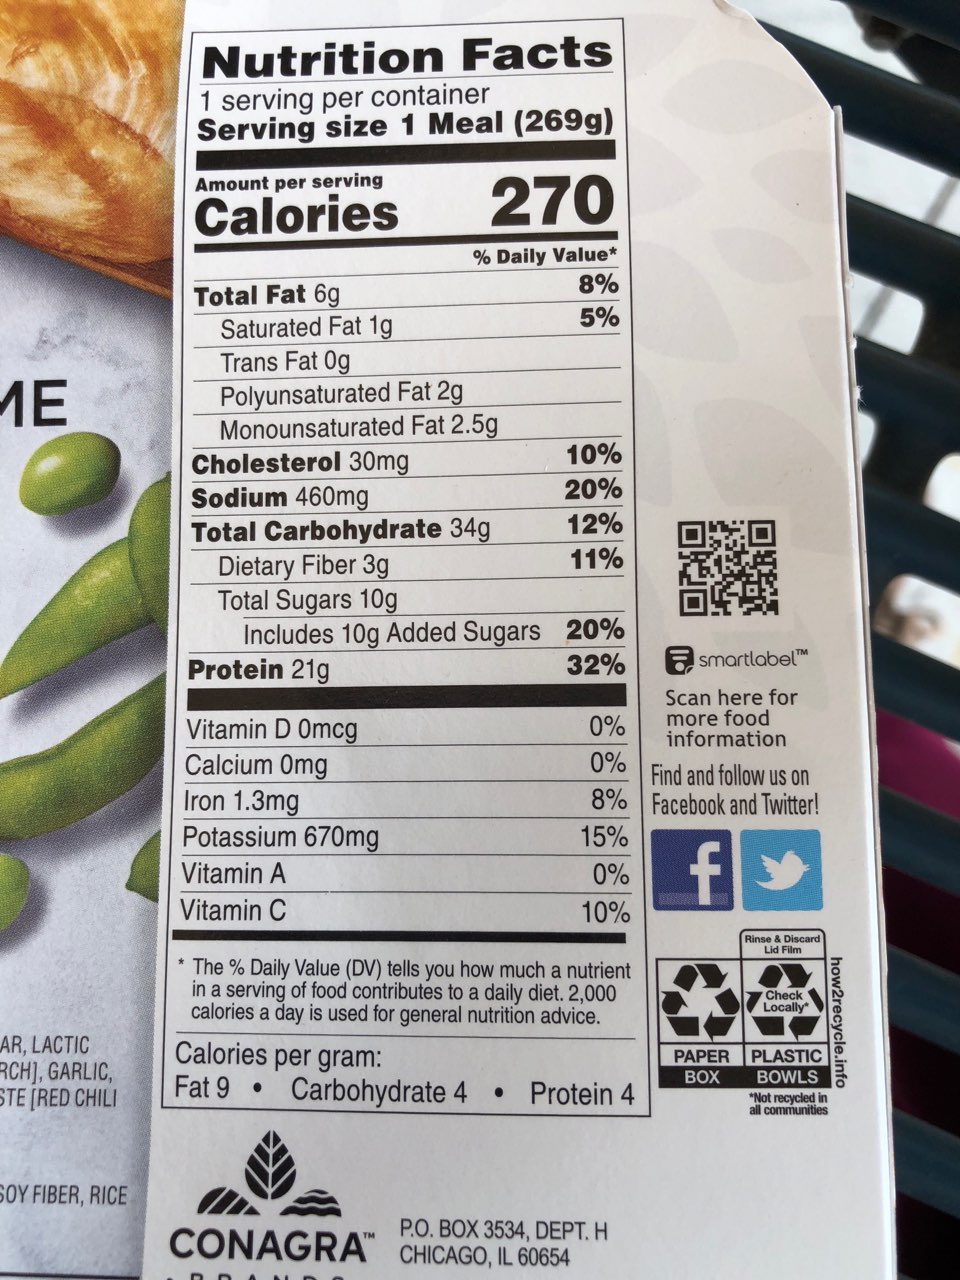 Nutrition Facts
1 serving per container
Serving size 1 Meal (269g)
Amount per serving
Calories 270
% Daily Value*
Total Fat 6g 8%
Saturated Fat 1g 5%
Trans Fat 0g
Polyunsaturated Fat 2g
Monounsaturated Fat 2.5g
Cholesterol 30mg 10%
Sodium 460mg 20%
Total Carbohydrate 34g 12%
Dietary Fiber 3g 11%
Total Sugars 10g
Includes 10g Added Sugars 20%
Protein 21g 32%
Vitamin D 0mcg 0%
Calcium 0mg 0%
Iron 1.3mg 8%
Potassium 670mg 15%
Vitamin A 0%
Vitamin C 10%
* The % Daily Value (DV) tells you how much a nutrient
in a serving of food contributes to a daily diet. 2,000
calories a day is used for general nutrition advice.
Calories per gram:
Fat 9 • Carbohydrate 4 • Protein 4
smartlabel™
Scan here for
more food
information
Find and follow us on
Facebook and Twitter!
f
Rinse & Discard
Lid Film
Check
Locally*
PAPER PLASTIC
BOX BOWLS
*Not recycled in
all communities
how2recycle.info
ME
AR, LACTIC
RCH], GARLIC,
STE [RED CHILI
SOY FIBER, RICE
CONAGRA™
BRANDS
P.O. BOX 3534, DEPT. H
CHICAGO, IL 60654